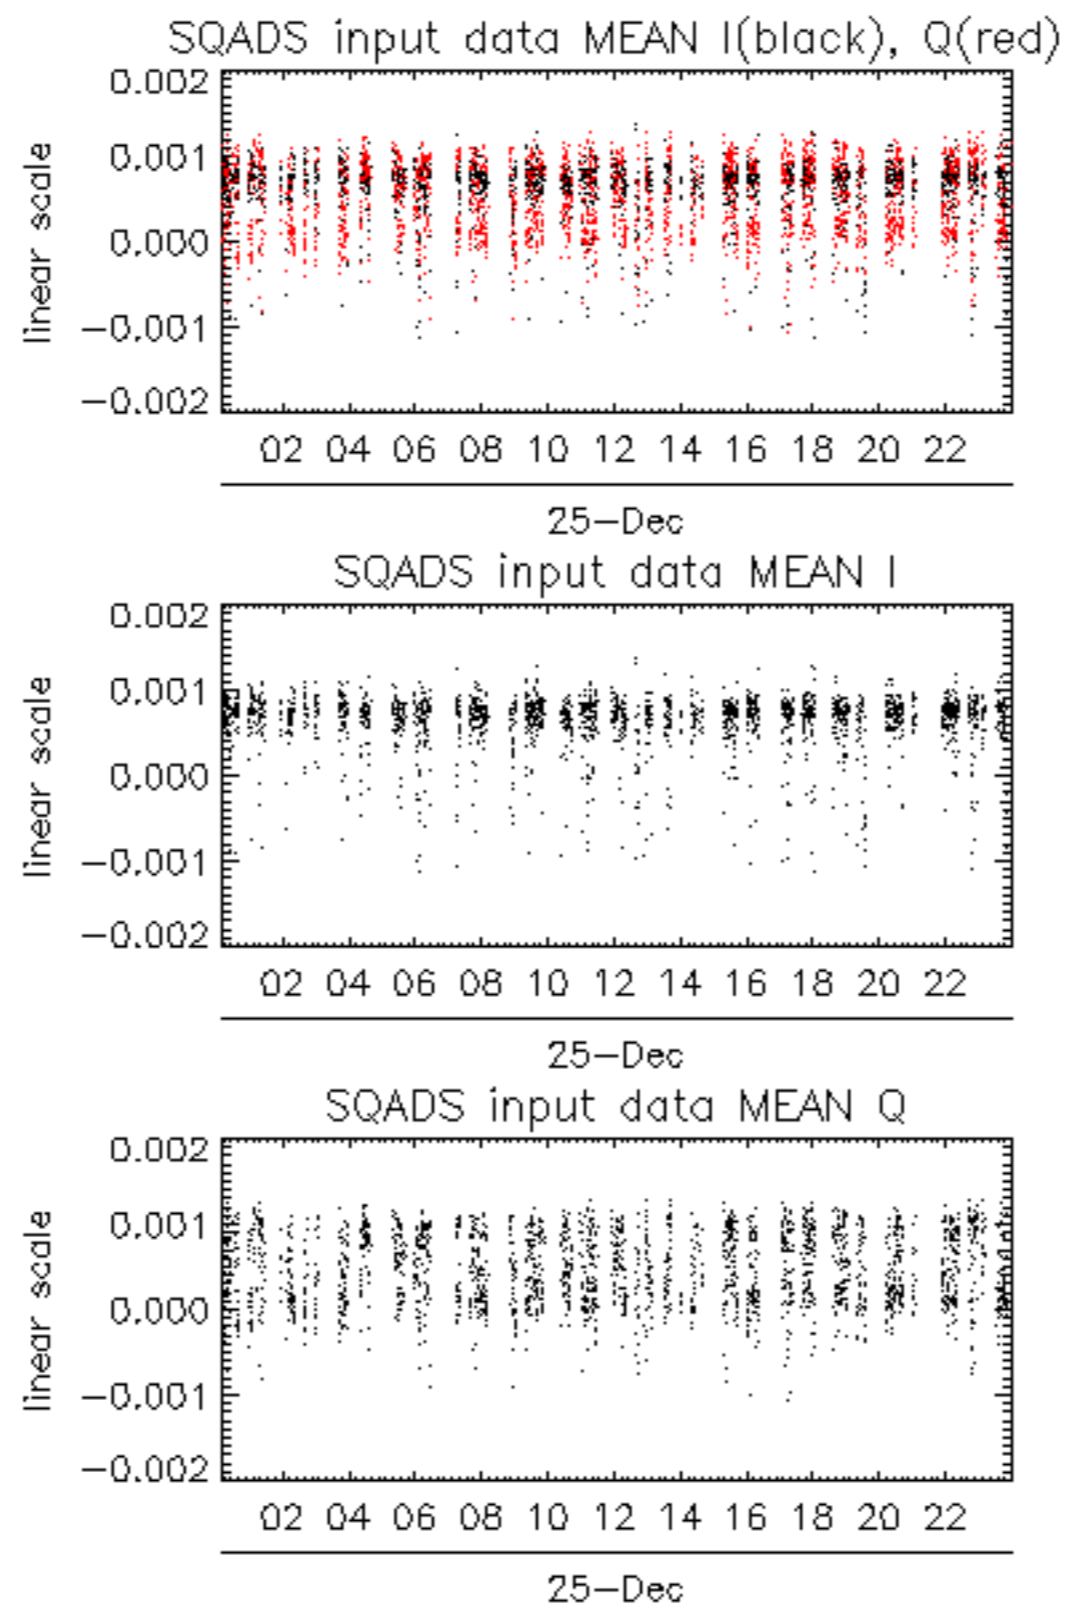 SQADS input data MEAN I(black), Q(red)
0.002
0.001
0.000
−0.001
−0.002
linear scale
02 04 06 08 10 12 14 16 18 20 22
25−Dec
SQADS input data MEAN I
0.002
0.001
0.000
−0.001
−0.002
linear scale
02 04 06 08 10 12 14 16 18 20 22
25−Dec
SQADS input data MEAN Q
0.002
0.001
0.000
−0.001
−0.002
linear scale
02 04 06 08 10 12 14 16 18 20 22
25−Dec